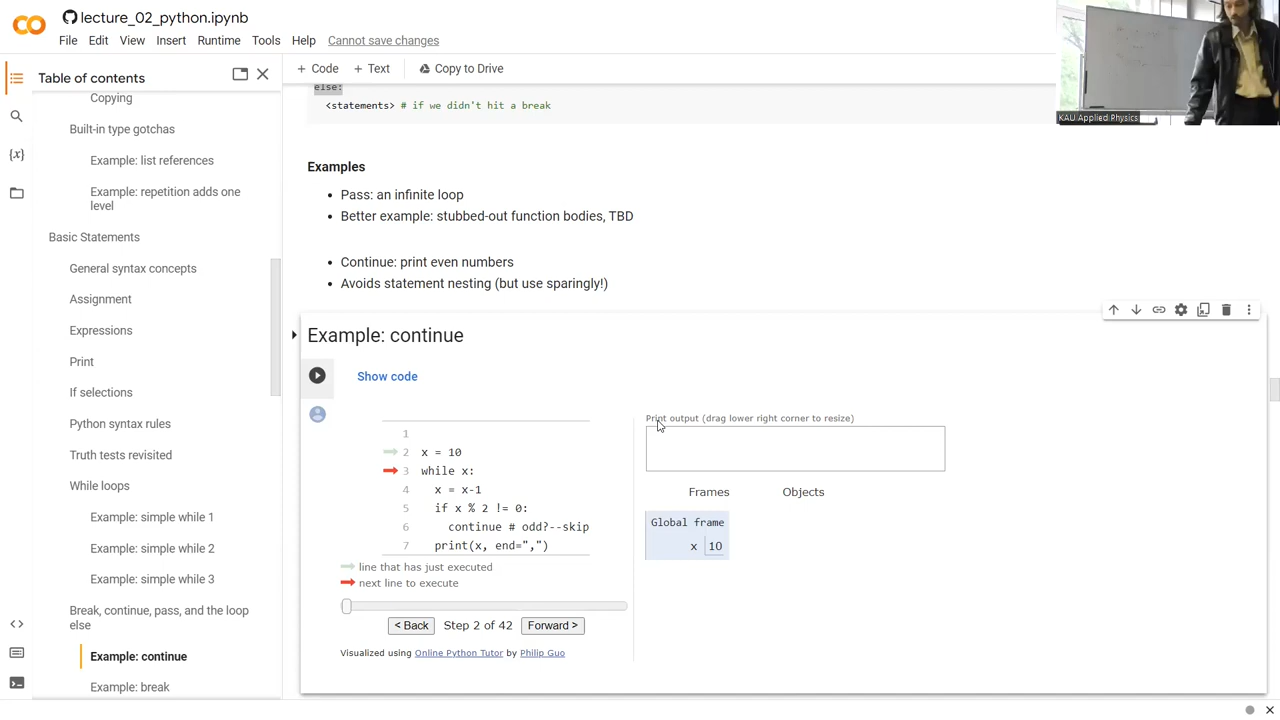 lecture_02_python.ipynb
File Edit View Insert Runtime Tools Help Cannot save changes
Table of contents
+ Code + Text Copy to Drive
Copying
Built-in type gotchas
Example: list references
Example: repetition adds one
level
Basic Statements
General syntax concepts
Assignment
Expressions
Print
If selections
Python syntax rules
Truth tests revisited
While loops
Example: simple while 1
Example: simple while 2
Example: simple while 3
Break, continue, pass, and the loop
else
Example: continue
Example: break
else:
<statements> # if we didn't hit a break
Examples
• Pass: an infinite loop
• Better example: stubbed-out function bodies, TBD
• Continue: print even numbers
• Avoids statement nesting (but use sparingly!)
Example: continue
Show code
1
2 x = 10
3 while x:
4 x = x-1
5 if x % 2 != 0:
6 continue # odd?--skip
7 print(x, end=",")
line that has just executed
next line to execute
< Back Step 2 of 42 Forward >
Visualized using Online Python Tutor by Philip Guo
Print output (drag lower right corner to resize)
Frames Objects
Global frame
x 10
KAU Applied Physics